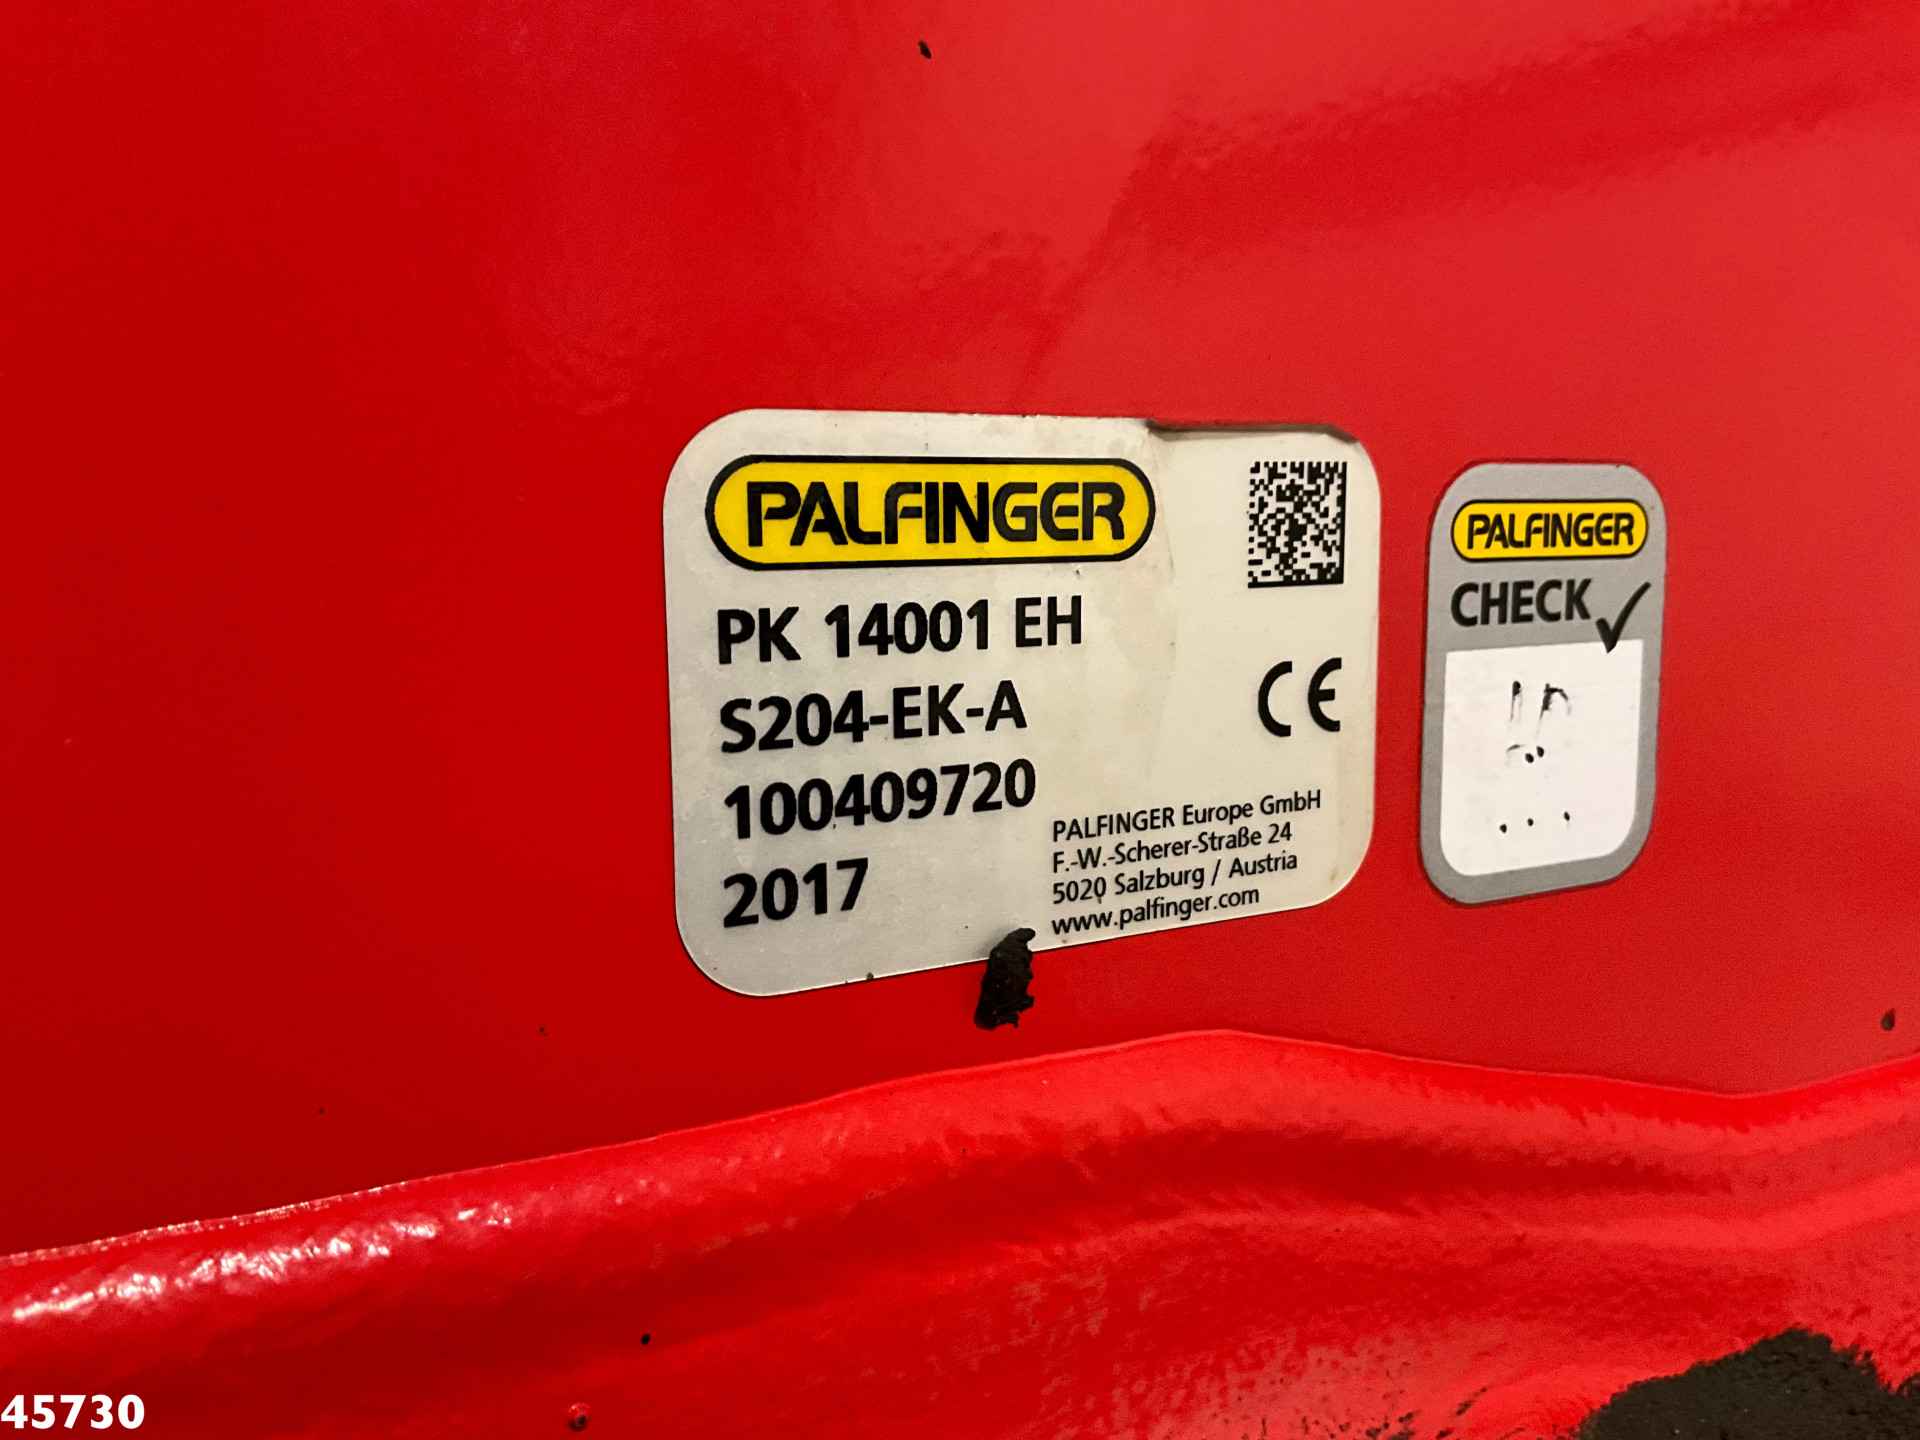 PALFINGER
PK 14001 EH
S204-EK-A
100409720
2017
CE
PALFINGER Europe GmbH
F.-W.-Scherer-Straße 24
5020 Salzburg / Austria
www.palfinger.com
PALFINGER
CHECK
45730